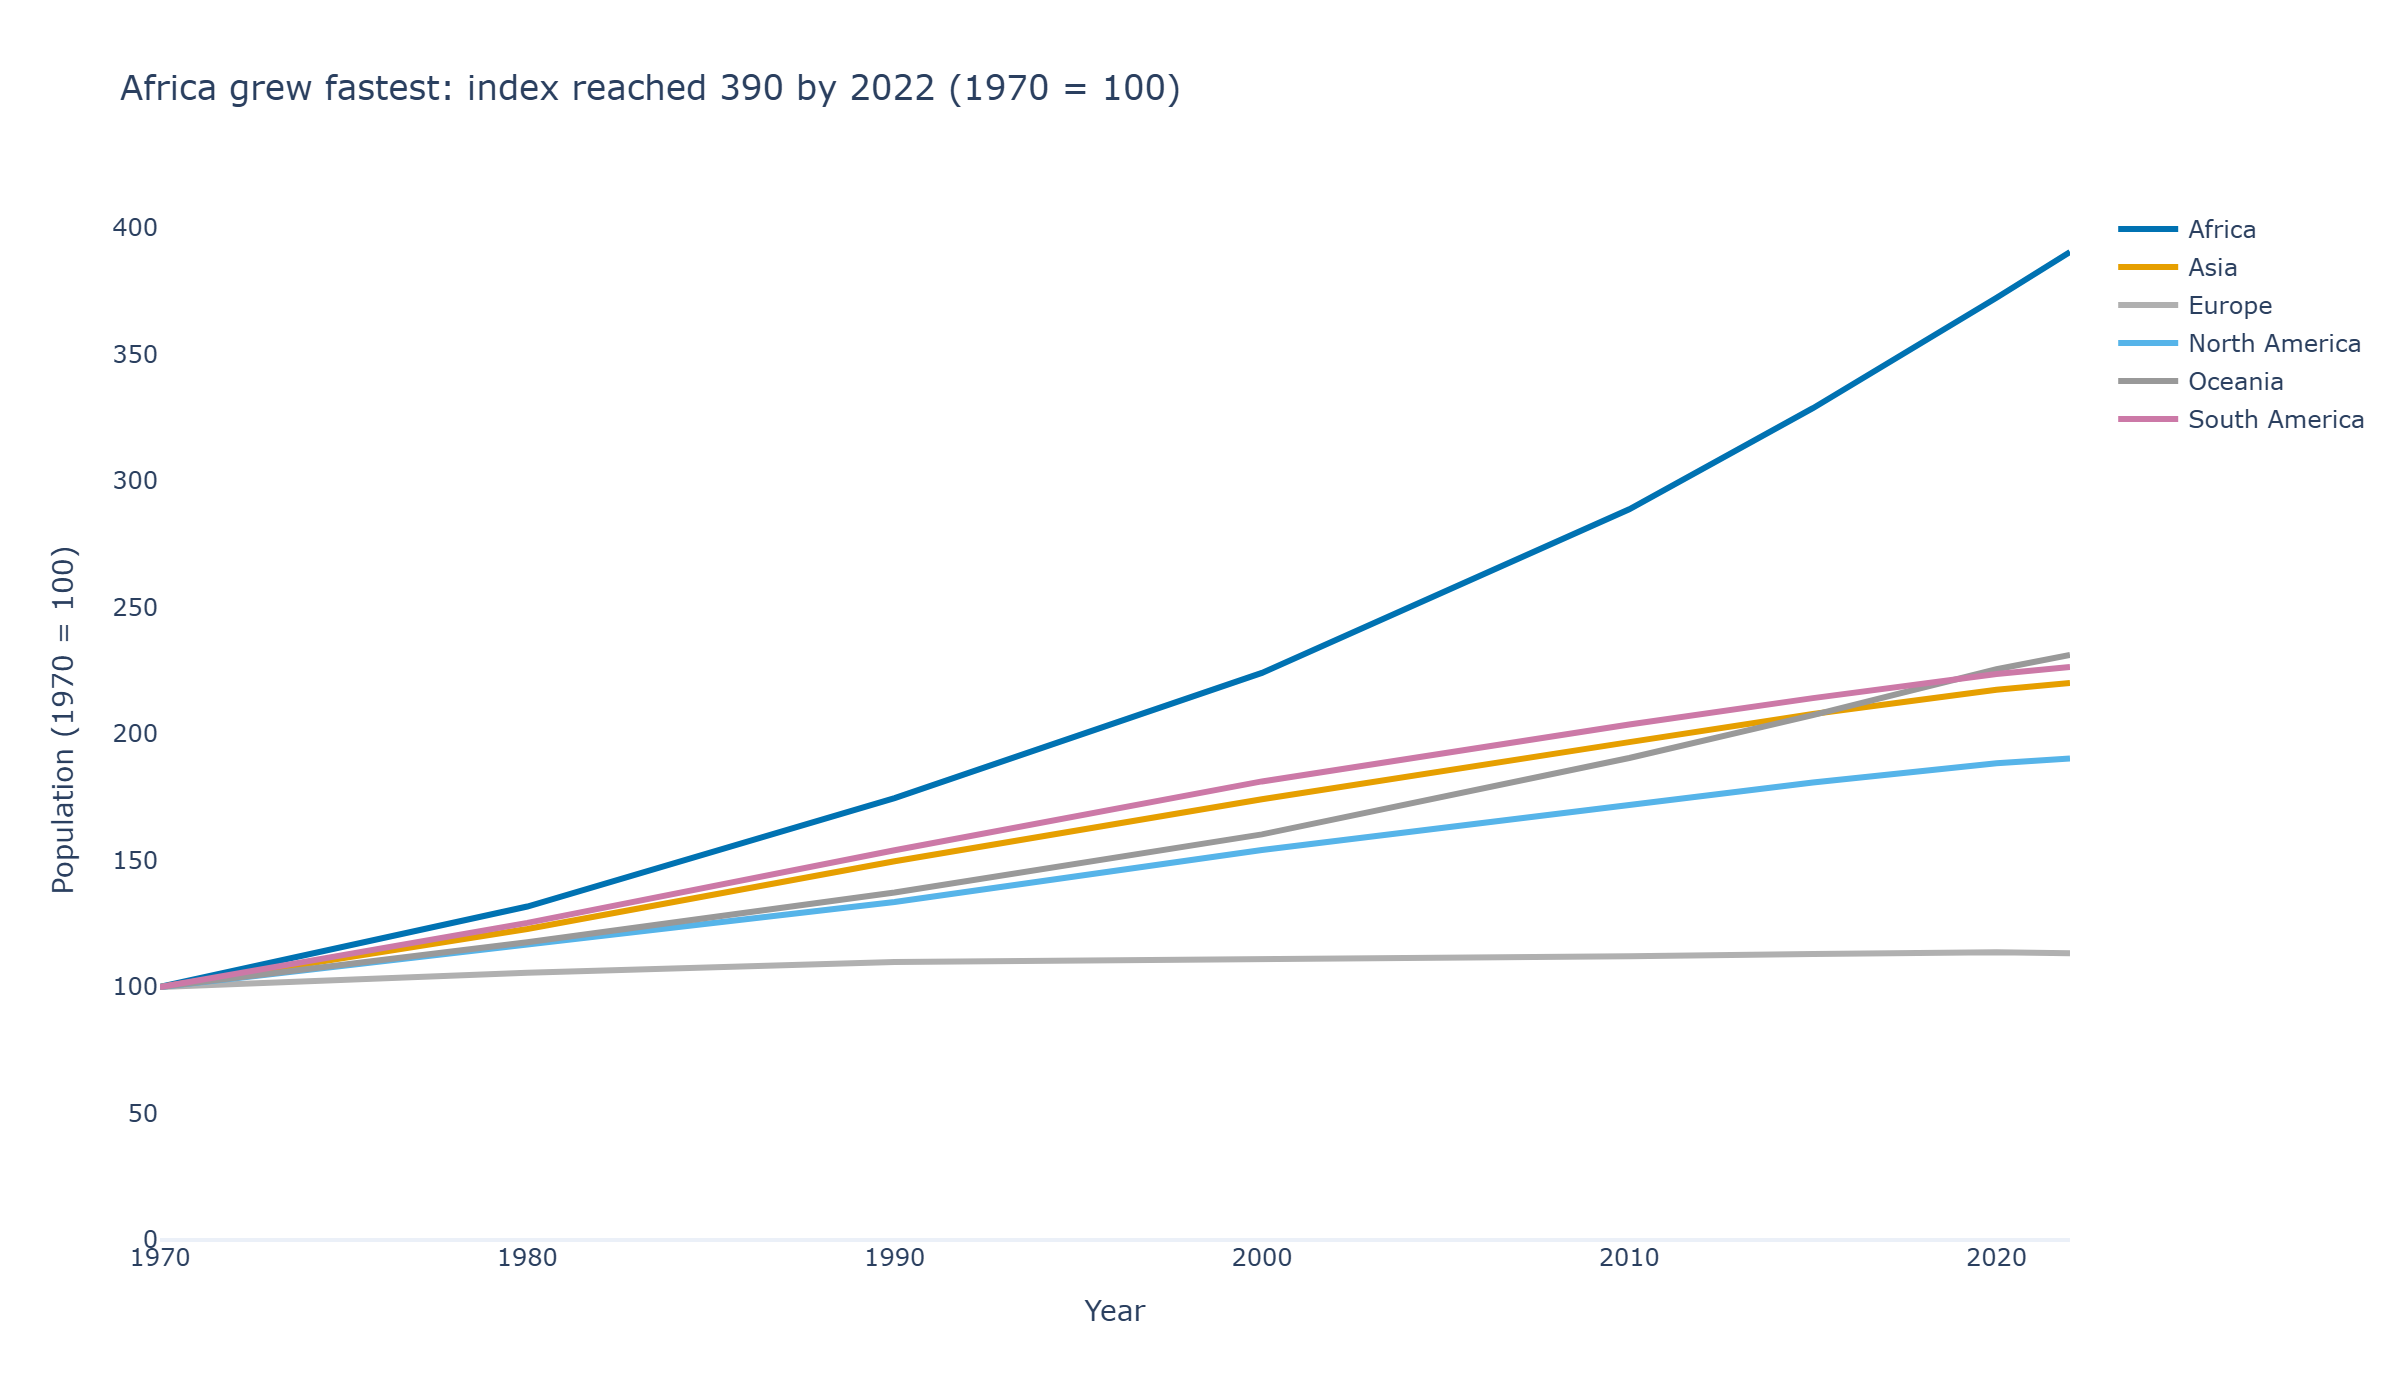 Africa grew fastest: index reached 390 by 2022 (1970 = 100)
400
350
300
250
200
150
100
50
0
Population (1970 = 100)
1970
1980
1990
2000
2010
2020
Year
Africa
Asia
Europe
North America
Oceania
South America